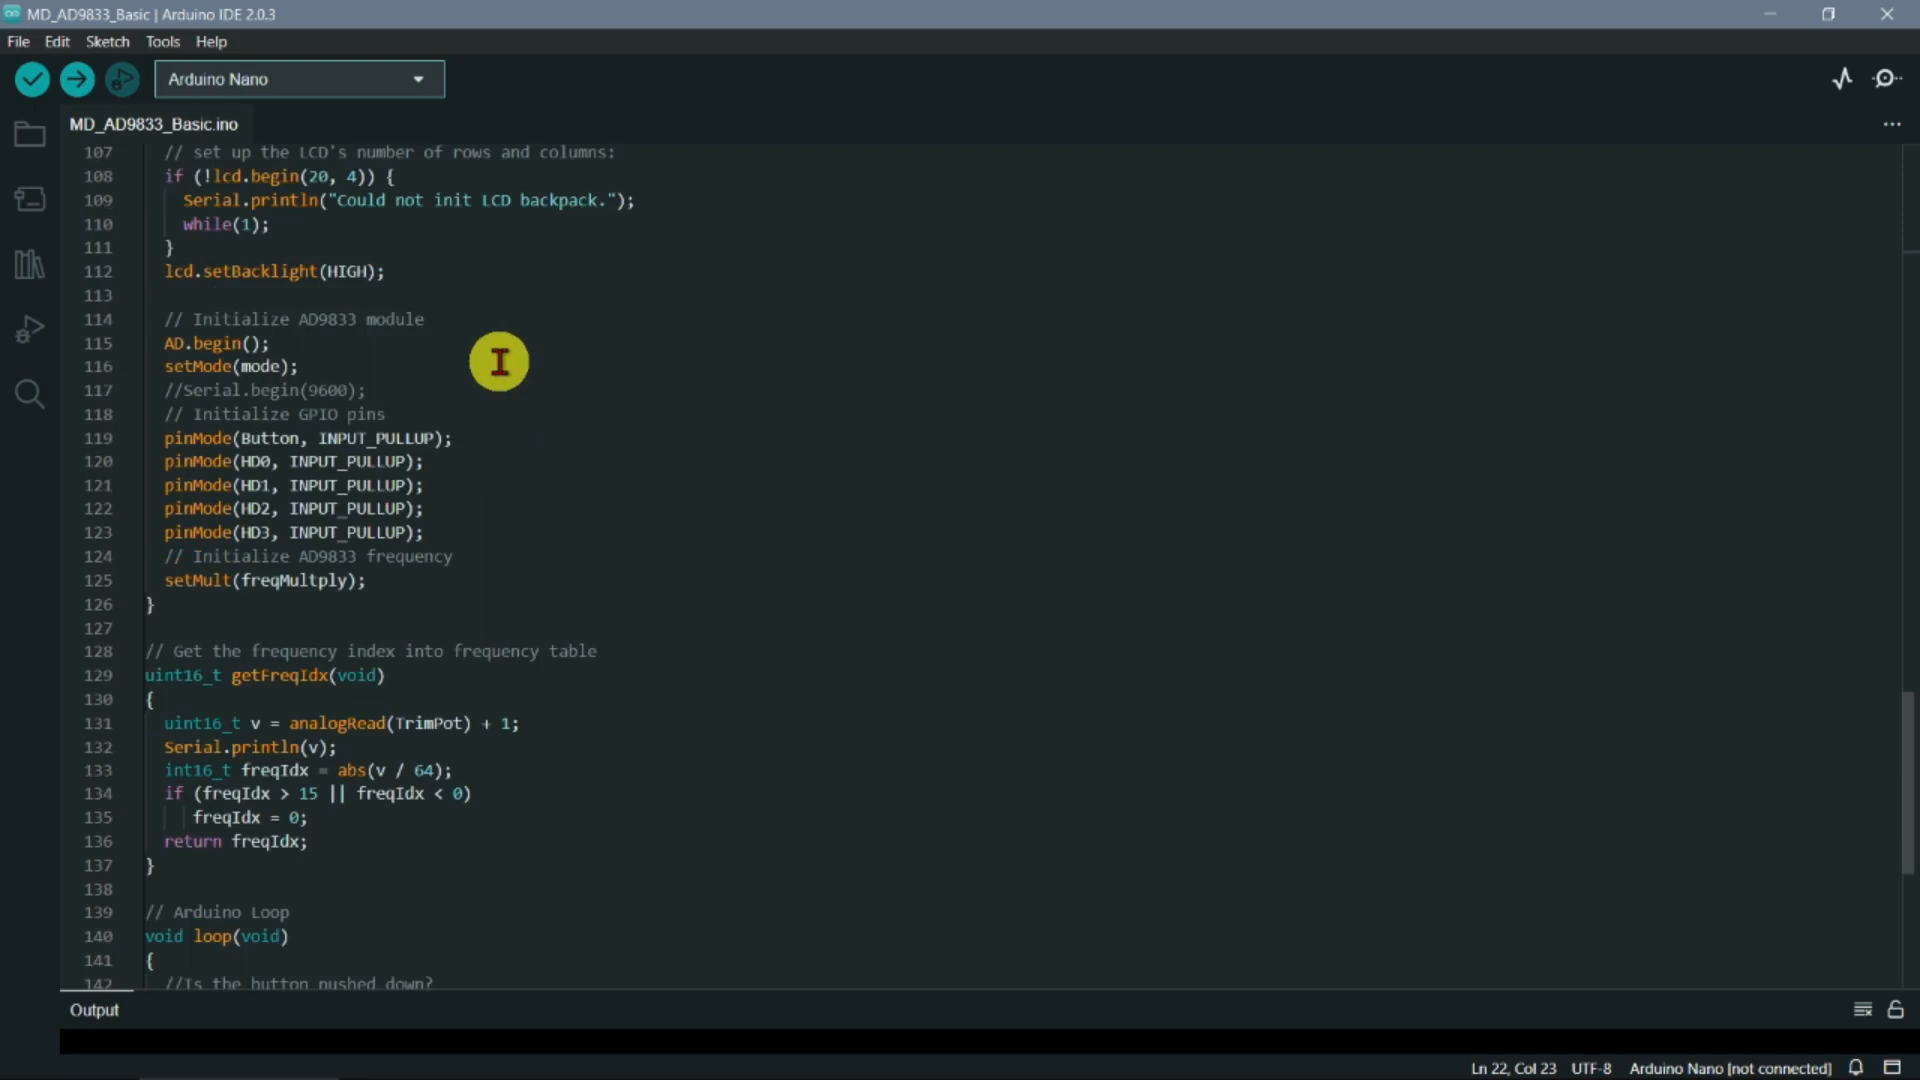 MD_AD9833_Basic | Arduino IDE 2.0.3
File Edit Sketch Tools Help
Arduino Nano
MD_AD9833_Basic.ino
107 // set up the LCD's number of rows and columns:
108 if (!lcd.begin(20, 4)) {
109 Serial.println("Could not init LCD backpack.");
110 while(1);
111 }
112 lcd.setBacklight(HIGH);
113
114 // Initialize AD9833 module
115 AD.begin();
116 setMode(mode);
117 //Serial.begin(9600);
118 // Initialize GPIO pins
119 pinMode(Button, INPUT_PULLUP);
120 pinMode(HD0, INPUT_PULLUP);
121 pinMode(HD1, INPUT_PULLUP);
122 pinMode(HD2, INPUT_PULLUP);
123 pinMode(HD3, INPUT_PULLUP);
124 // Initialize AD9833 frequency
125 setMult(freqMultply);
126 }
127
128 // Get the frequency index into frequency table
129 uint16_t getFreqIdx(void)
130 {
131 uint16_t v = analogRead(TrimPot) + 1;
132 Serial.println(v);
133 int16_t freqIdx = abs(v / 64);
134 if (freqIdx > 15 || freqIdx < 0)
135 freqIdx = 0;
136 return freqIdx;
137 }
138
139 // Arduino Loop
140 void loop(void)
141 {
142 //Is the button pushed down?
Output
Ln 22, Col 23 UTF-8 Arduino Nano [not connected]